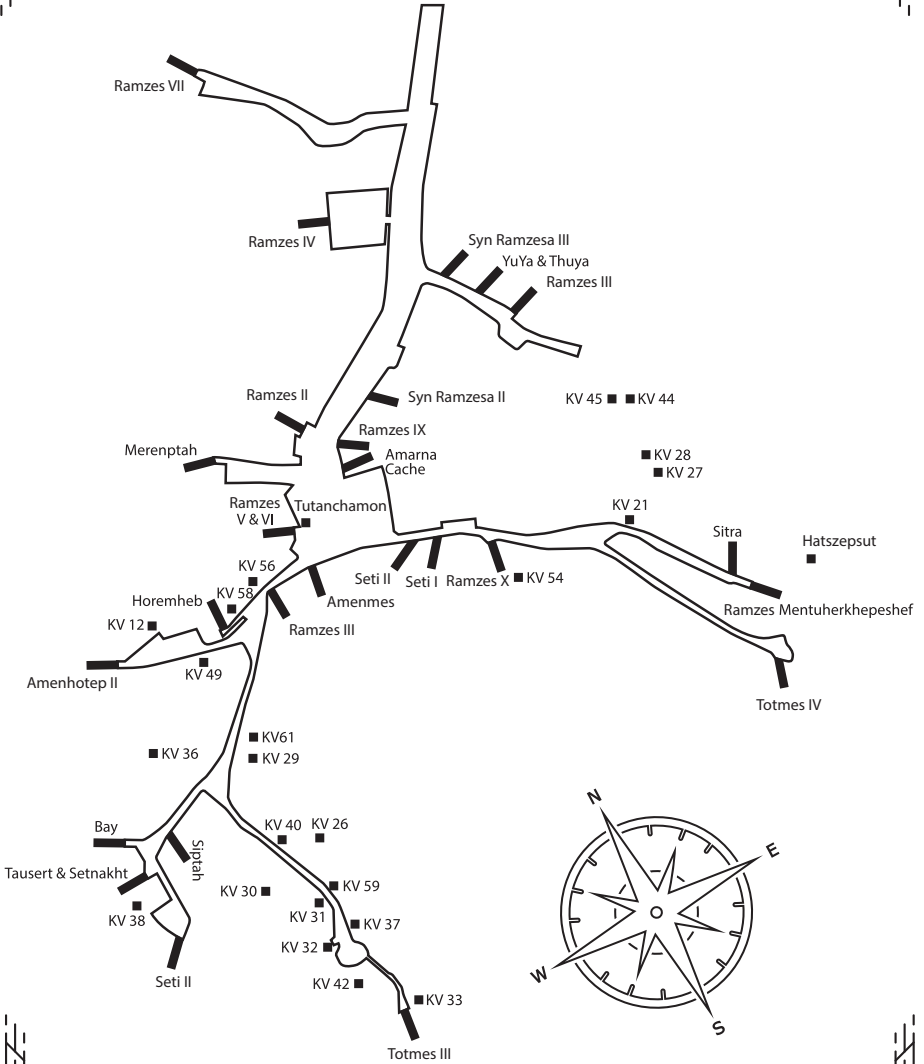 Ramzes VII
Ramzes IV
Syn Ramzesa III
YuYa & Thuya
Ramzes III
Ramzes II
Syn Ramzesa II
KV 45
KV 44
Ramzes IX
Merenptah
Amarna
Cache
KV 28
KV 27
Ramzes
V & VI
Tutanchamon
KV 21
Sitra
Hatszepsut
KV 56
Seti II
Seti I
Ramzes X
KV 54
KV 58
Horemheb
Amenmes
Ramzes Mentuherkhepeshef
KV 12
Ramzes III
KV 49
Amenhotep II
Totmes IV
KV61
KV 36
KV 29
N
Bay
KV 40
KV 26
E
Siptah
Tausert & Setnakht
KV 30
KV 59
KV 31
KV 38
KV 37
KV 32
W
Seti II
KV 42
KV 33
S
Totmes III